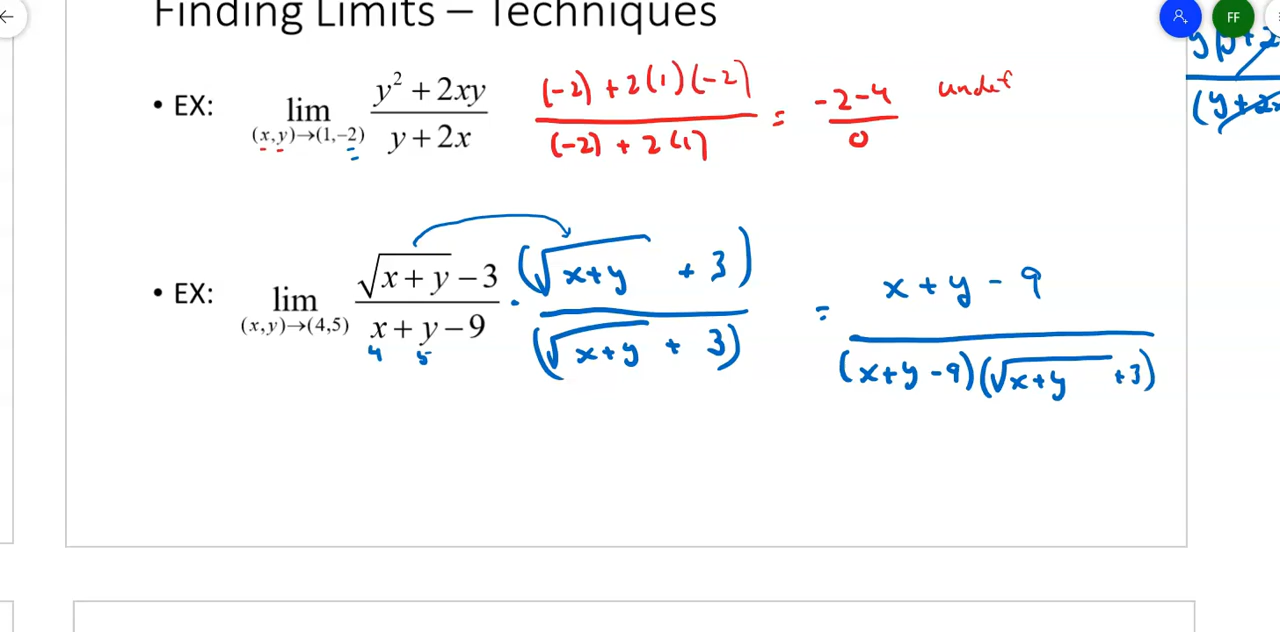 Finding Limits – Techniques
FF
• EX: lim (x,y)→(1,−2) (y² + 2xy)/(y + 2x) ((-2) + 2(1)(-2))/((-2) + 2(1)) = (-2-4)/0 undef
• EX: lim (x,y)→(4,5) (√(x + y) − 3)/(x + y − 9) · (√(x+y) + 3)/(√(x+y) + 3) = (x + y - 9)/((x+y-9)(√(x+y) + 3))
4 5